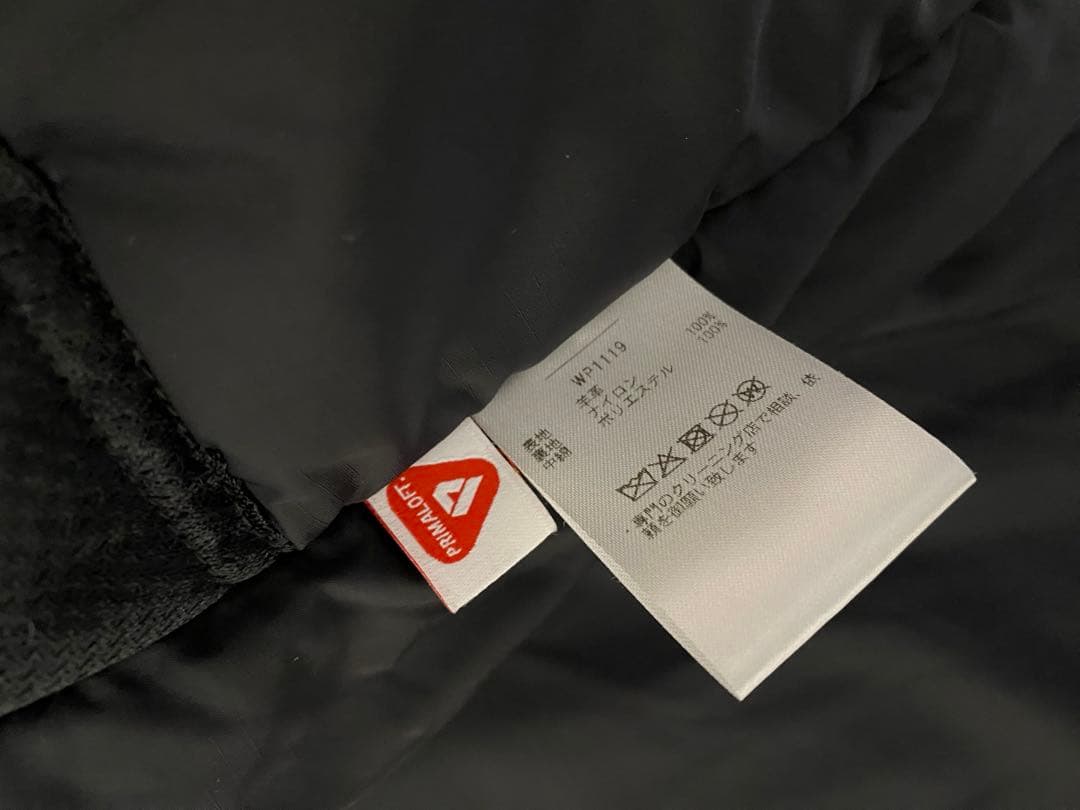 WP1119
表地 羊革
裏地 ナイロン 100%
中綿 ポリエステル 100%
・専門のクリーニング店で相談、依
頼を御願い致します
PRIMALOFT.